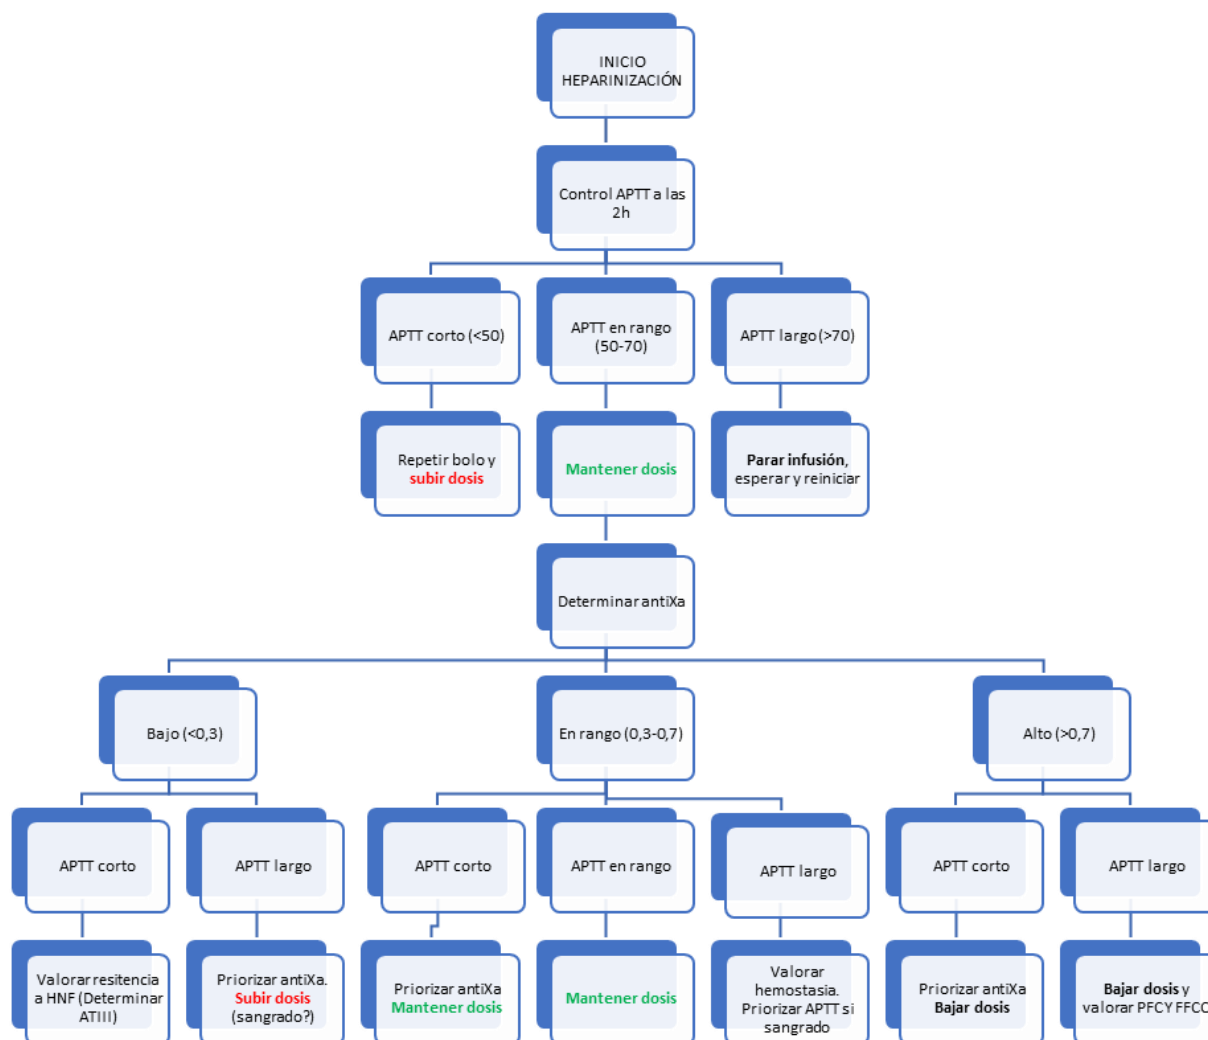 INICIO
HEPARINIZACIÓN
Control APTT a las
2h
APTT corto (<50)
APTT en rango
(50-70)
APTT largo (>70)
Repetir bolo y
subir dosis
Mantener dosis
Parar infusión,
esperar y reiniciar
Determinar antiXa
Bajo (<0,3)
En rango (0,3-0,7)
Alto (>0,7)
APTT corto
APTT largo
APTT corto
APTT en rango
APTT largo
APTT corto
APTT largo
Valorar resitencia
a HNF (Determinar
ATIII)
Priorizar antiXa.
Subir dosis
(sangrado?)
Priorizar antiXa
Mantener dosis
Mantener dosis
Valorar
hemostasia.
Priorizar APTT si
sangrado
Priorizar antiXa
Bajar dosis
Bajar dosis y
valorar PFCY FFCC